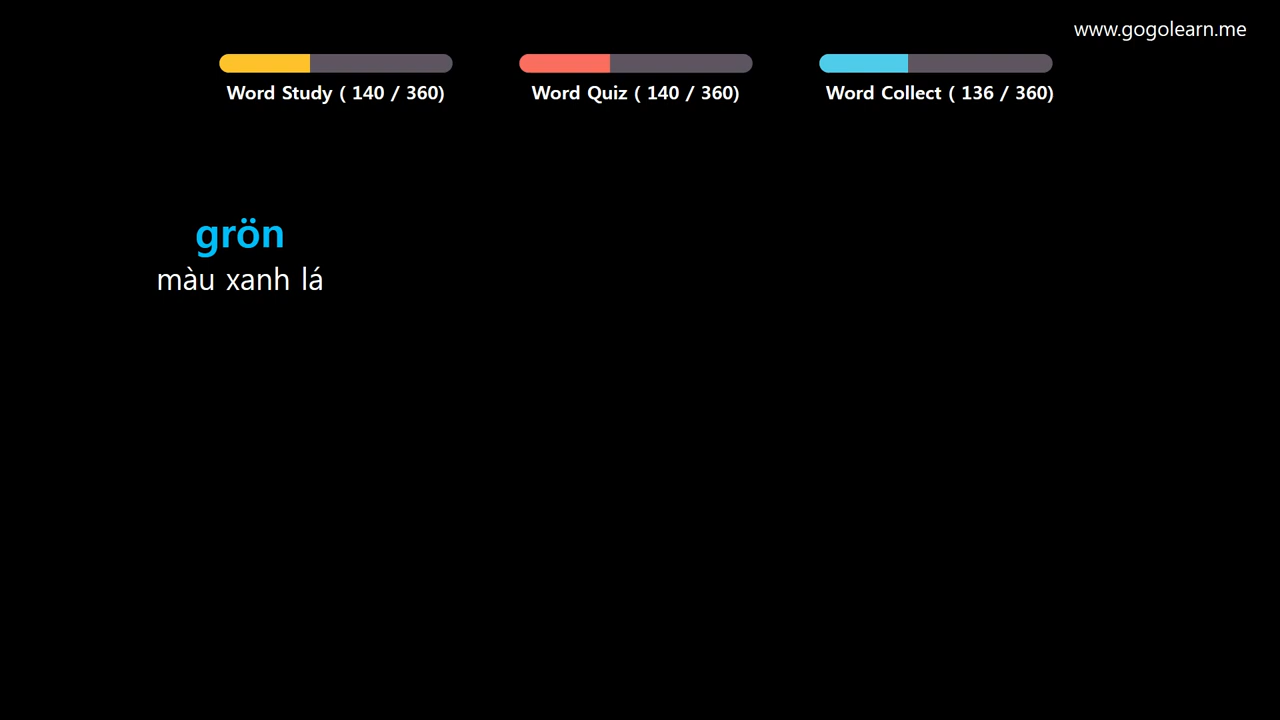 www.gogolearn.me
Word Study ( 140 / 360)
Word Quiz ( 140 / 360)
Word Collect ( 136 / 360)
grön
màu xanh lá